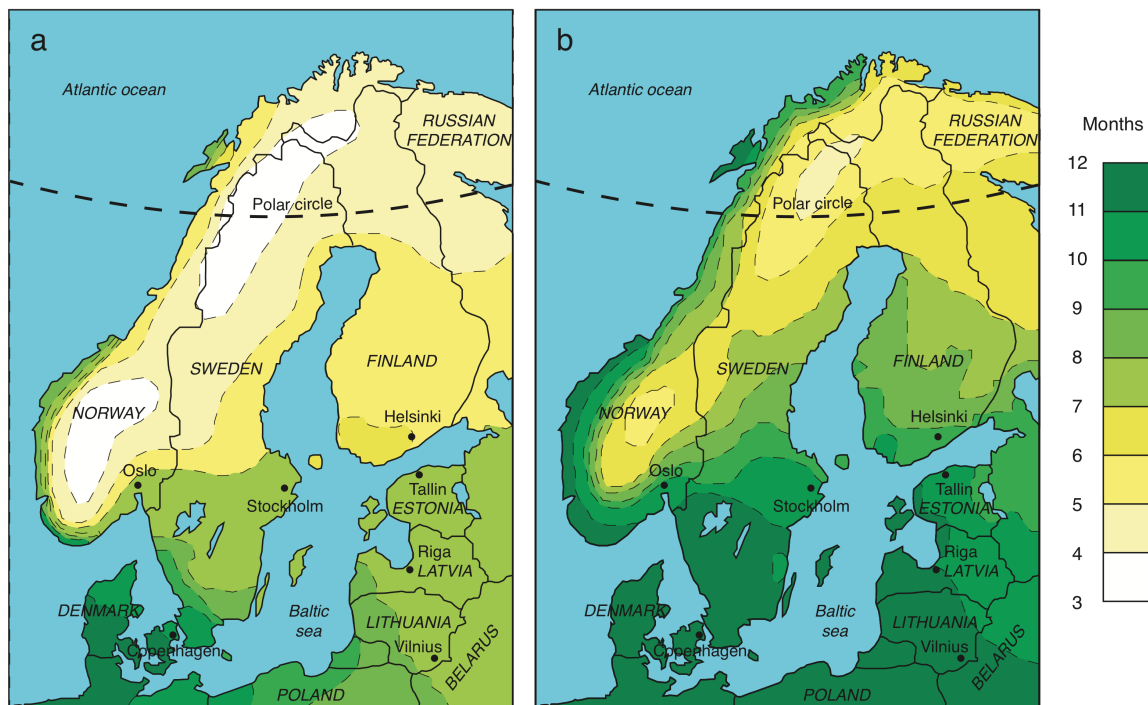 a
Atlantic ocean
RUSSIAN
FEDERATION
Polar circle
SWEDEN
FINLAND
NORWAY
Helsinki
Oslo
Tallin
Stockholm
ESTONIA
Riga
LATVIA
DENMARK
Baltic
sea
LITHUANIA
Copenhagen
Vilnius
BELARUS
POLAND
b
Atlantic ocean
RUSSIAN
FEDERATION
Polar circle
SWEDEN
FINLAND
NORWAY
Helsinki
Oslo
Tallin
Stockholm
ESTONIA
Riga
LATVIA
DENMARK
Baltic
sea
LITHUANIA
Copenhagen
Vilnius
BELARUS
POLAND
Months
12
11
10
9
8
7
6
5
4
3